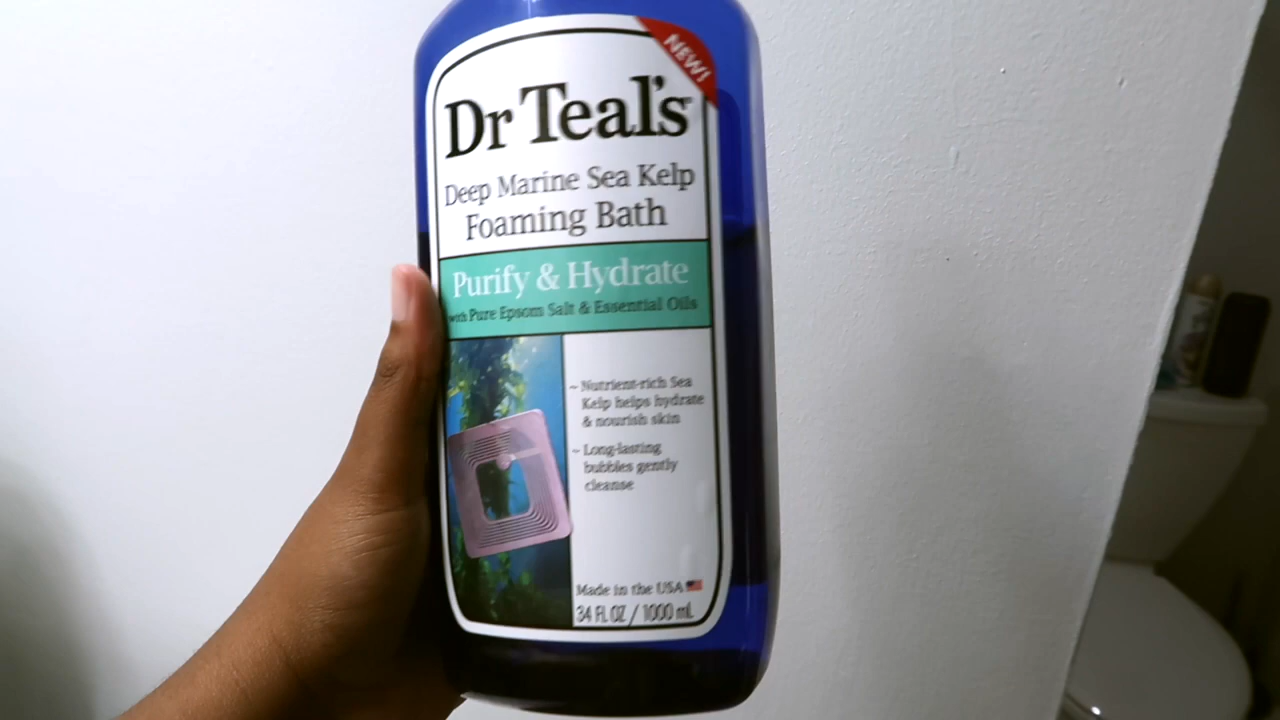 NEW!
Dr Teal's
Deep Marine Sea Kelp
Foaming Bath
Purify & Hydrate
with Pure Epsom Salt & Essential Oils
~ Nutrient-rich Sea
Kelp helps hydrate
& nourish skin
~ Long-lasting
bubbles gently
cleanse
Made in the USA
34 FL OZ / 1000 mL